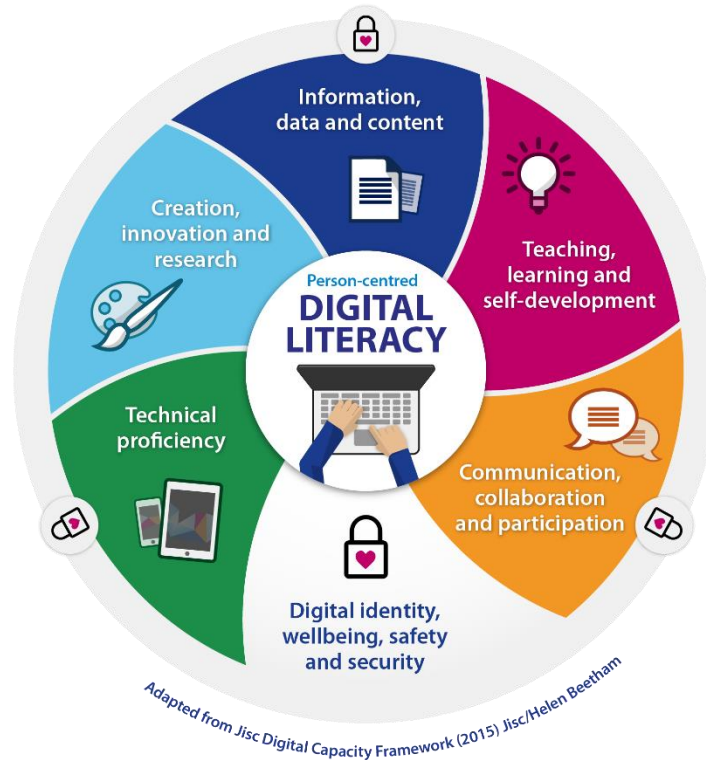 Information,
data and content
Teaching,
learning and
self-development
Communication,
collaboration
and participation
Digital identity,
wellbeing, safety
and security
Technical
proficiency
Creation,
innovation and
research
Person-centred
DIGITAL
LITERACY
Adapted from Jisc Digital Capacity Framework (2015) Jisc/Helen Beetham